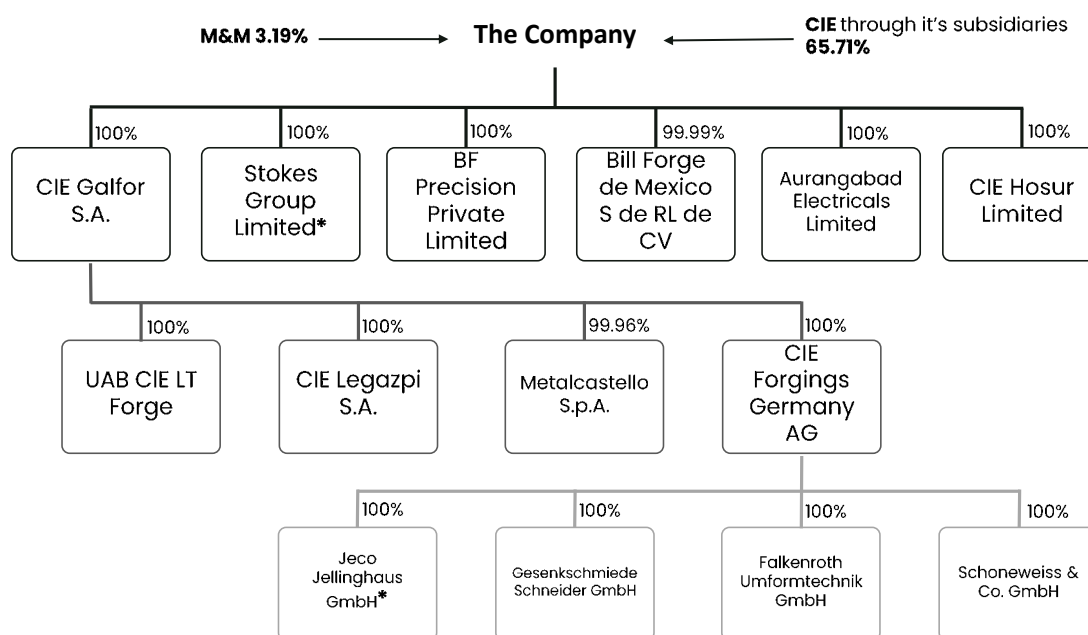 M&M 3.19%
The Company
CIE through it's subsidiaries
65.71%
100%
100%
100%
99.99%
100%
100%
CIE Galfor
S.A.
Stokes
Group
Limited*
BF
Precision
Private
Limited
Bill Forge
de Mexico
S de RL de
CV
Aurangabad
Electricals
Limited
CIE Hosur
Limited
100%
100%
99.96%
100%
UAB CIE LT
Forge
CIE Legazpi
S.A.
Metalcastello
S.p.A.
CIE
Forgings
Germany
AG
100%
100%
100%
100%
Jeco
Jellinghaus
GmbH*
Gesenkschmiede
Schneider GmbH
Falkenroth
Umformtechnik
GmbH
Schoneweiss &
Co. GmbH